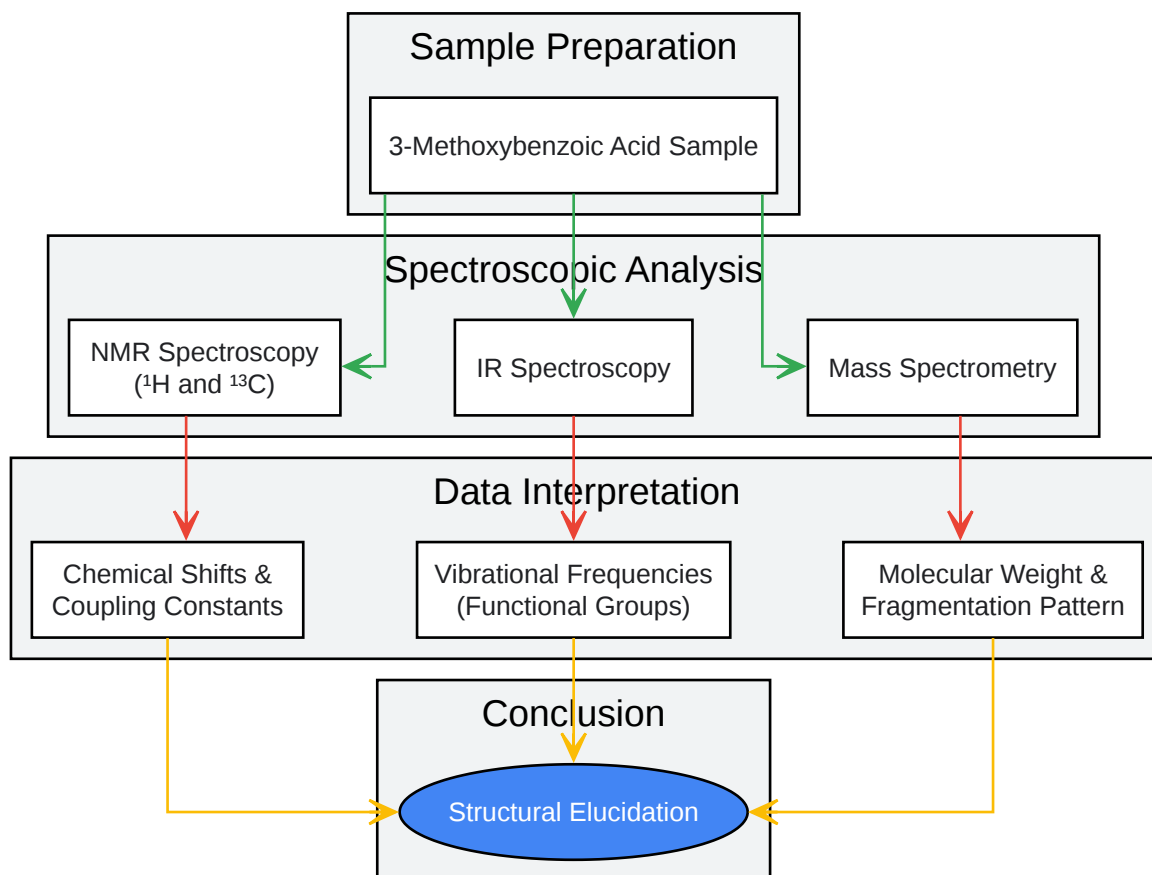 Sample Preparation
3-Methoxybenzoic Acid Sample
Spectroscopic Analysis
NMR Spectroscopy
(¹H and ¹³C)
IR Spectroscopy
Mass Spectrometry
Data Interpretation
Chemical Shifts &
Coupling Constants
Vibrational Frequencies
(Functional Groups)
Molecular Weight &
Fragmentation Pattern
Conclusion
Structural Elucidation